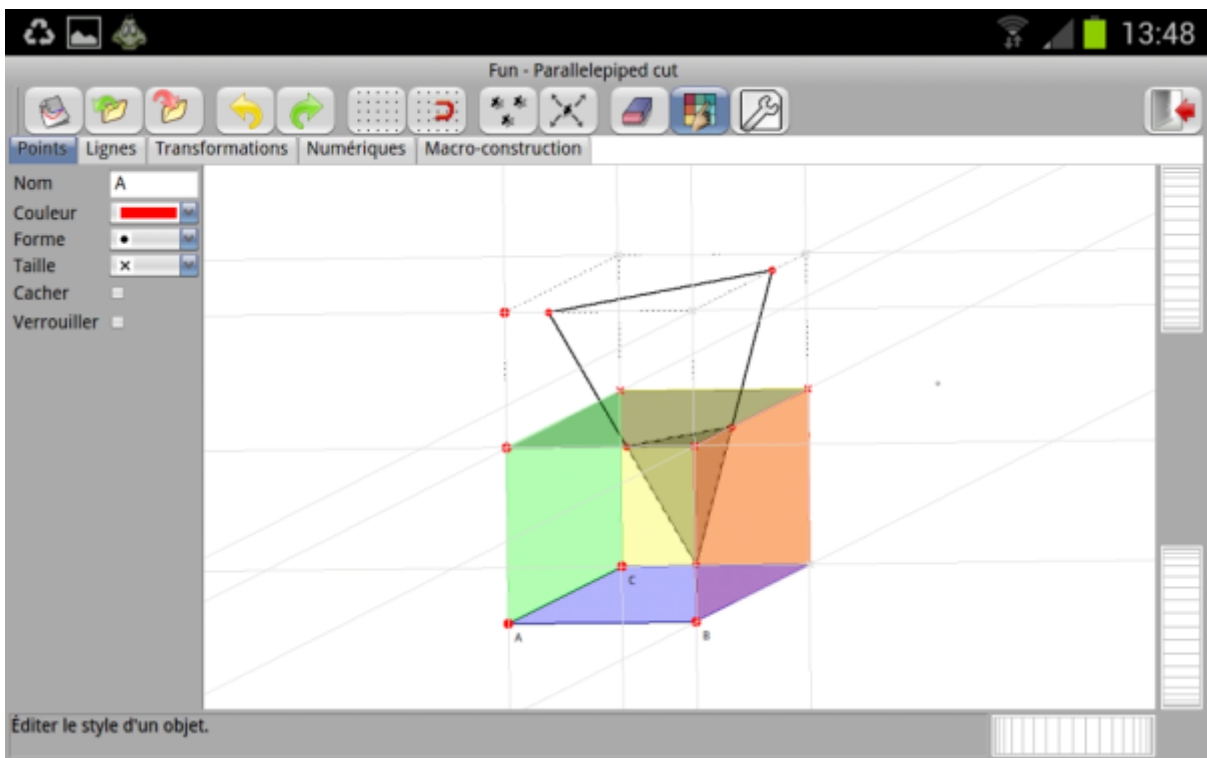 13:48
Fun - Parallelepiped cut
Points Lignes Transformations Numériques Macro-construction
Nom A
Couleur
Forme
Taille
Cacher
Verrouiller
C
A B
Éditer le style d'un objet.